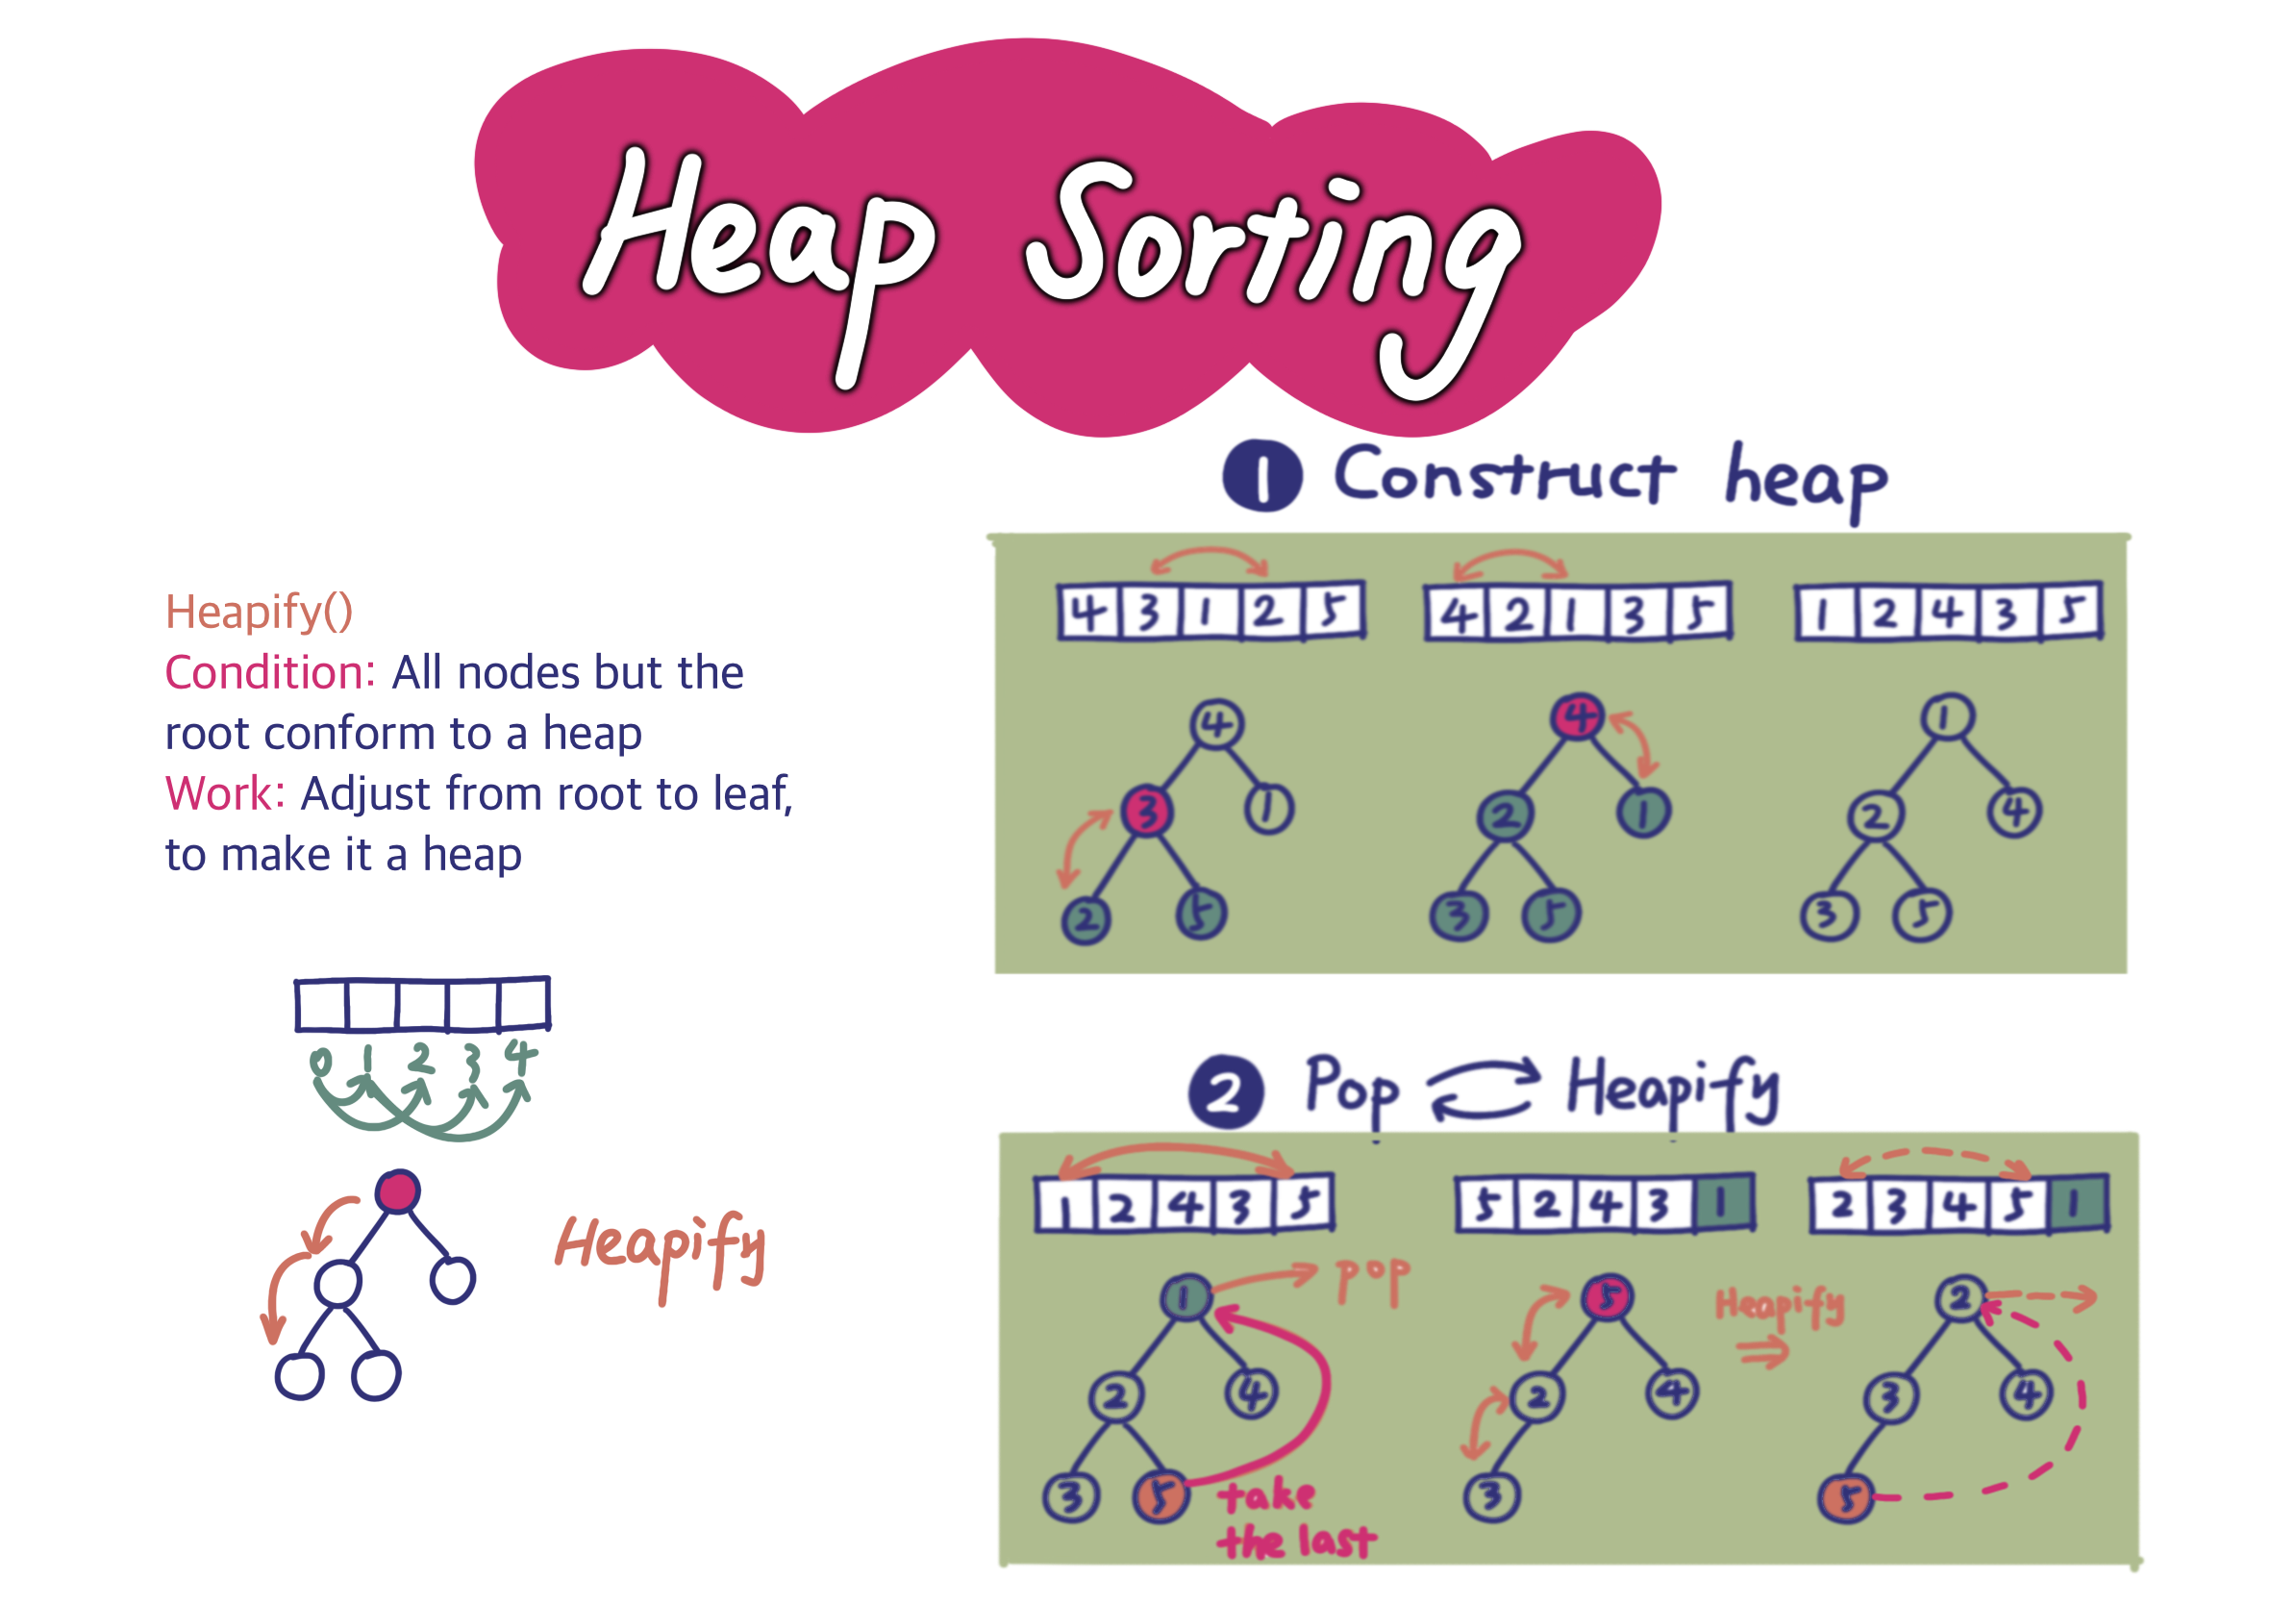 Heap Sorting
1 Construct heap
Heapify()
Condition: All nodes but the
root conform to a heap
Work: Adjust from root to leaf,
to make it a heap
4 3 1 2 5
4 2 1 3 5
1 2 4 3 5
4
3 1
2 5
4
2 1
3 5
1
2 4
3 5
0 1 2 3 4
Heapify
2 Pop Heapify
1 2 4 3 5
5 2 4 3 1
2 3 4 5 1
1 pop
2 4
3 5 take
the last
5
2 4
3
Heapify
2
3 4
5